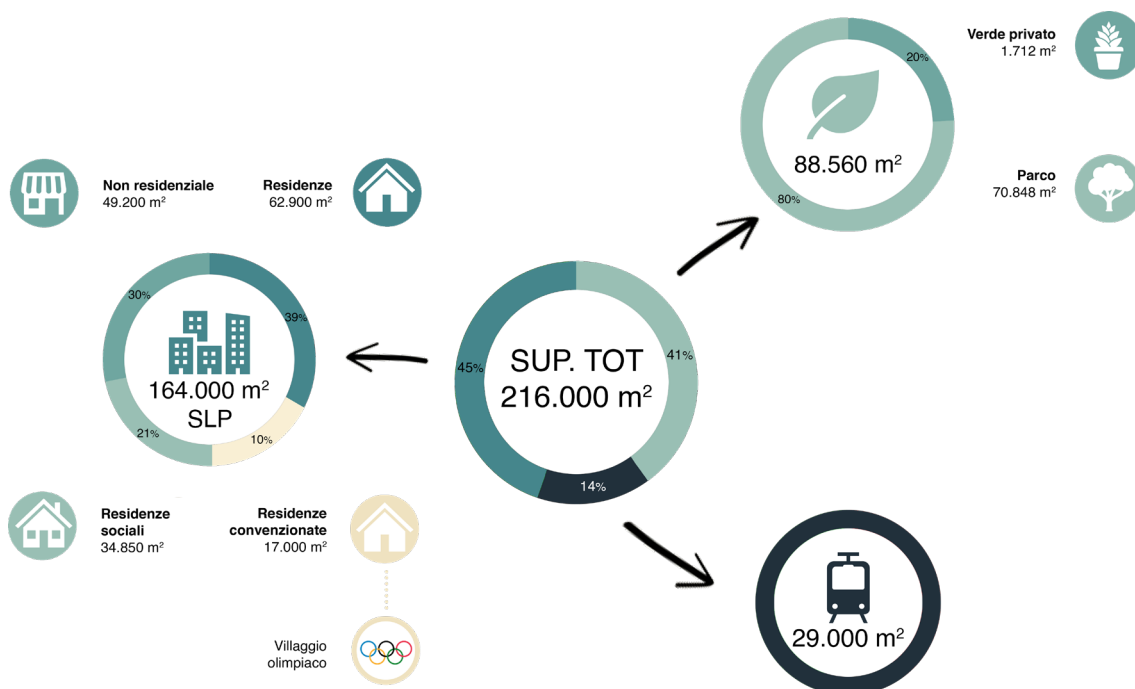 Verde privato
1.712 m²
20%
88.560 m²
80%
Parco
70.848 m²
Non residenziale
49.200 m²
Residenze
62.900 m²
30%
39%
164.000 m²
SLP
21%
10%
45%
SUP. TOT
216.000 m²
41%
14%
Residenze
sociali
34.850 m²
Residenze
convenzionate
17.000 m²
Villaggio
olimpiaco
29.000 m²